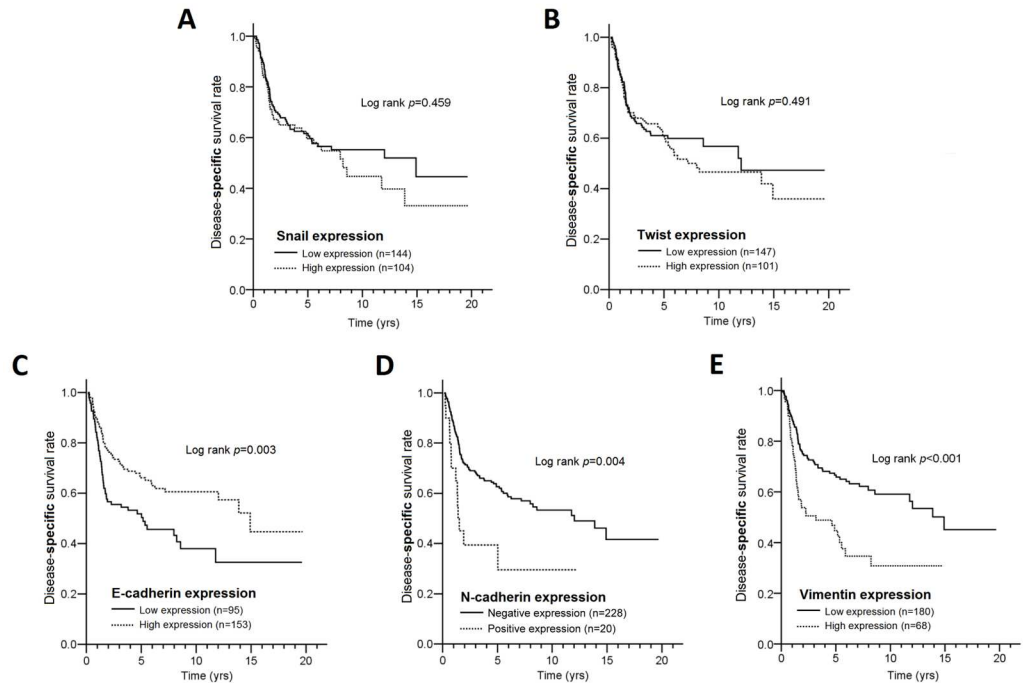 A
Disease-specific survival rate
1.0
0.8
0.6
0.4
0.2
0.0
Log rank p=0.459
Snail expression
Low expression (n=144)
High expression (n=104)
0 5 10 15 20
Time (yrs)
B
Disease-specific survival rate
1.0
0.8
0.6
0.4
0.2
0.0
Log rank p=0.491
Twist expression
Low expression (n=147)
High expression (n=101)
0 5 10 15 20
Time (yrs)
C
Disease-specific survival rate
1.0
0.8
0.6
0.4
0.2
0.0
Log rank p=0.003
E-cadherin expression
Low expression (n=95)
High expression (n=153)
0 5 10 15 20
Time (yrs)
D
Disease-specific survival rate
1.0
0.8
0.6
0.4
0.2
0.0
Log rank p=0.004
N-cadherin expression
Negative expression (n=228)
Positive expression (n=20)
0 5 10 15 20
Time (yrs)
E
Disease-specific survival rate
1.0
0.8
0.6
0.4
0.2
0.0
Log rank p<0.001
Vimentin expression
Low expression (n=180)
High expression (n=68)
0 5 10 15 20
Time (yrs)